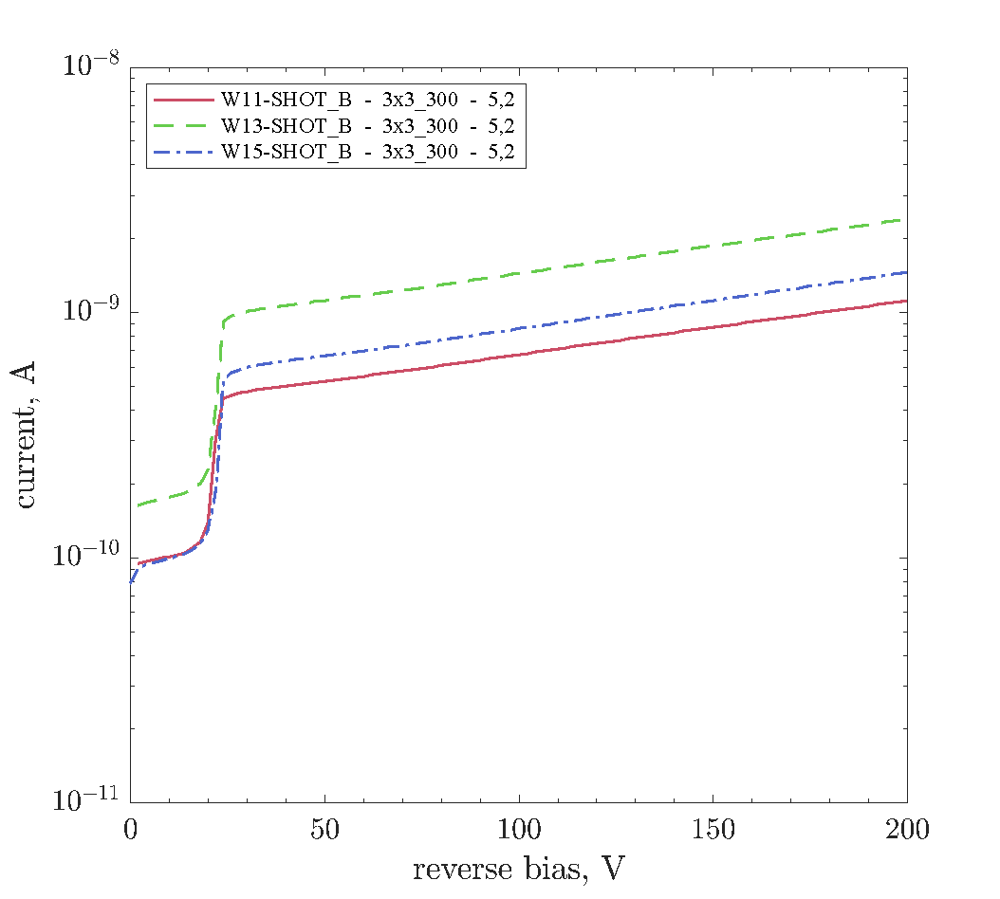 10−8
W11-SHOT_B - 3x3_300 - 5,2
W13-SHOT_B - 3x3_300 - 5,2
W15-SHOT_B - 3x3_300 - 5,2
10−9
current, A
10−10
10−11
0 50 100 150 200
reverse bias, V